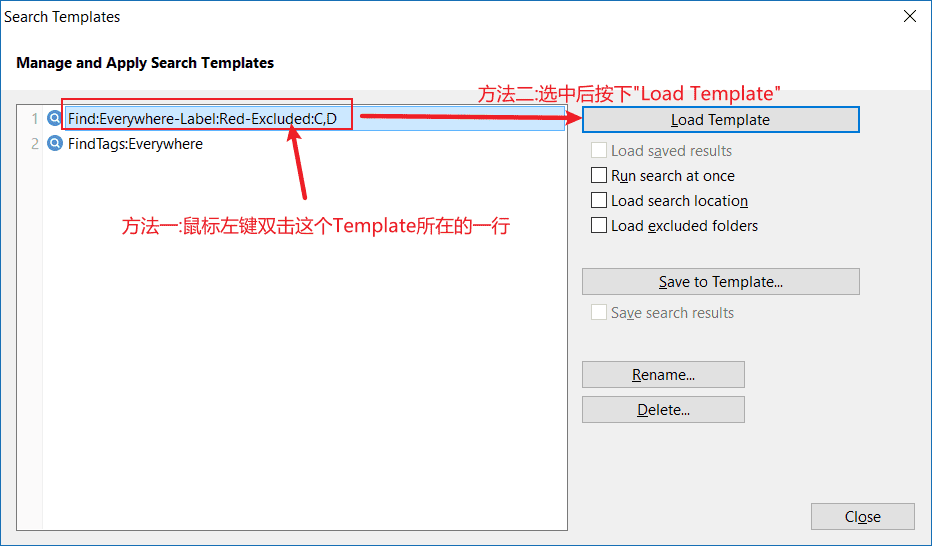 Search Templates
Manage and Apply Search Templates
方法二:选中后按下"Load Template"
1 Find:Everywhere-Label:Red-Excluded:C,D
2 FindTags:Everywhere
方法一:鼠标左键双击这个Template所在的一行
Load Template
Load saved results
Run search at once
Load search location
Load excluded folders
Save to Template...
Save search results
Rename...
Delete...
Close